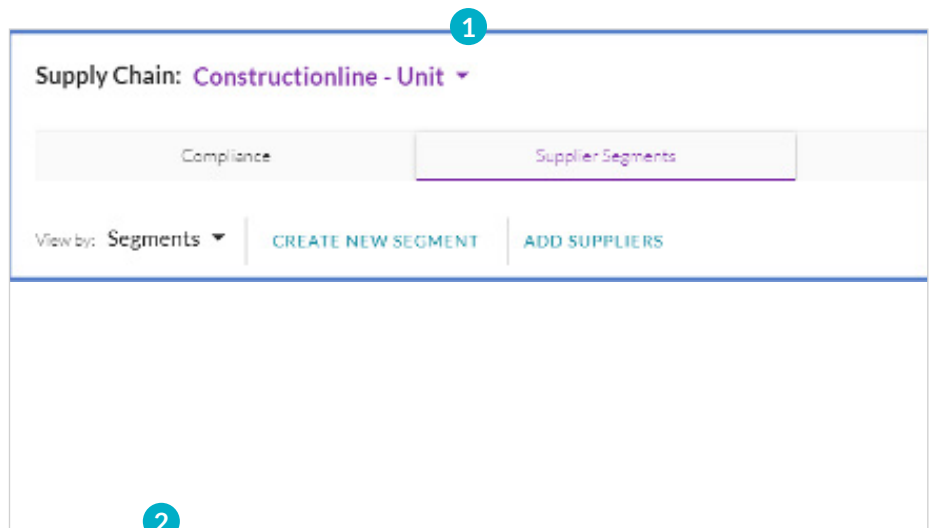 1
Supply Chain: Constructionline - Unit
Compliance Supplier Segments
View by: Segments CREATE NEW SEGMENT ADD SUPPLIERS
2